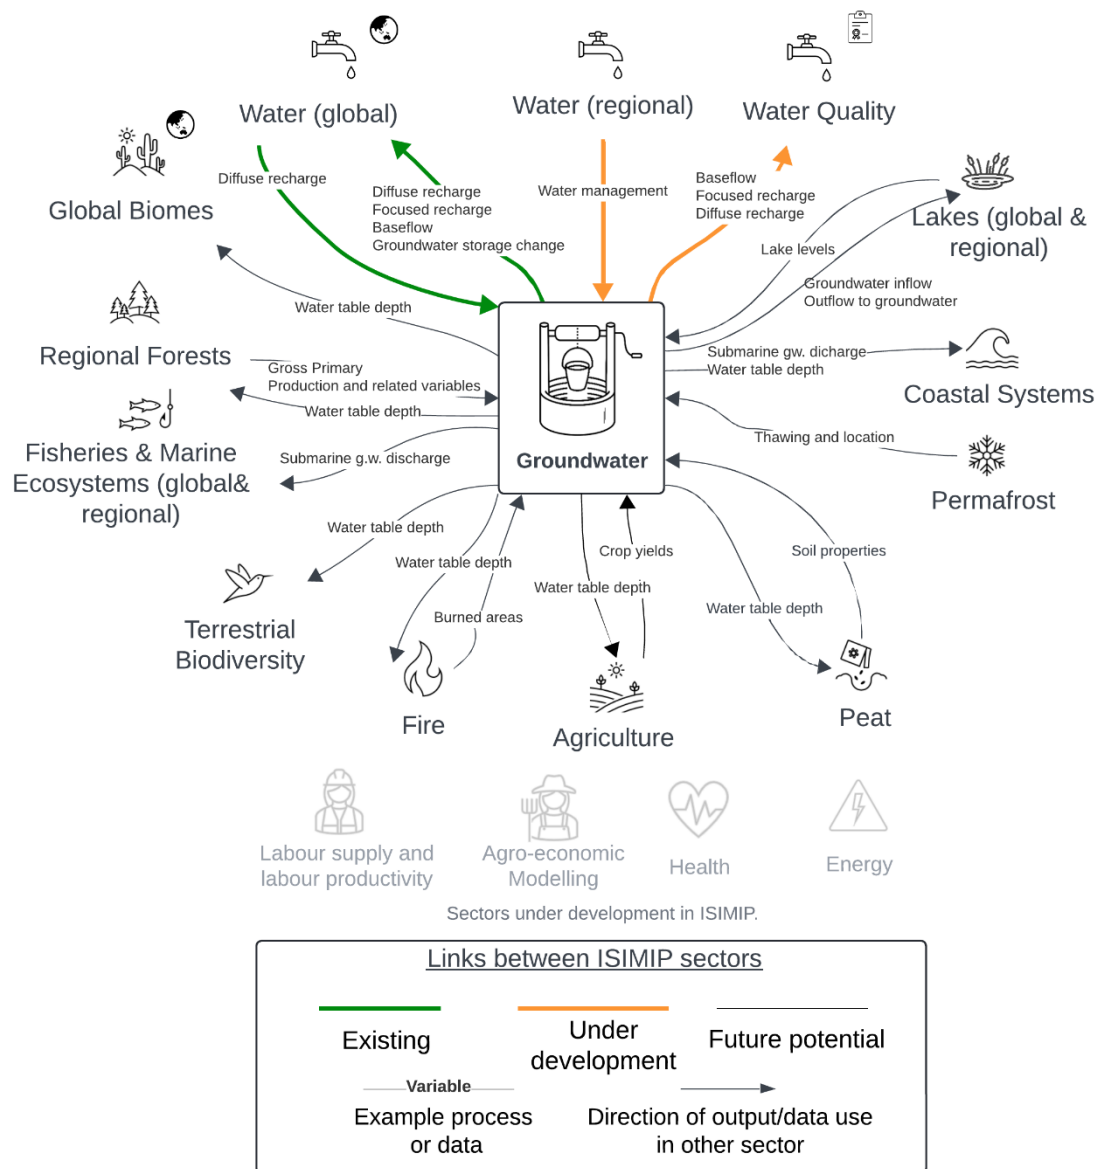 Water (global)
Water (regional)
Water Quality
Global Biomes
Diffuse recharge
Diffuse recharge
Focused recharge
Baseflow
Groundwater storage change
Water management
Baseflow
Focused recharge
Diffuse recharge
Lakes (global &
regional)
Lake levels
Groundwater inflow
Outflow to groundwater
Water table depth
Regional Forests
Gross Primary
Production and related variables
Water table depth
Submarine gw. dicharge
Water table depth
Coastal Systems
Fisheries & Marine
Ecosystems (global&
regional)
Submarine g.w. discharge
Groundwater
Thawing and location
Permafrost
Water table depth
Terrestrial
Biodiversity
Water table depth
Burned areas
Fire
Crop yields
Water table depth
Agriculture
Soil properties
Water table depth
Peat
Labour supply and
labour productivity
Agro-economic
Modelling
Health
Energy
Sectors under development in ISIMIP.
Links between ISIMIP sectors
Existing
Under
development
Future potential
Variable
Example process
or data
Direction of output/data use
in other sector